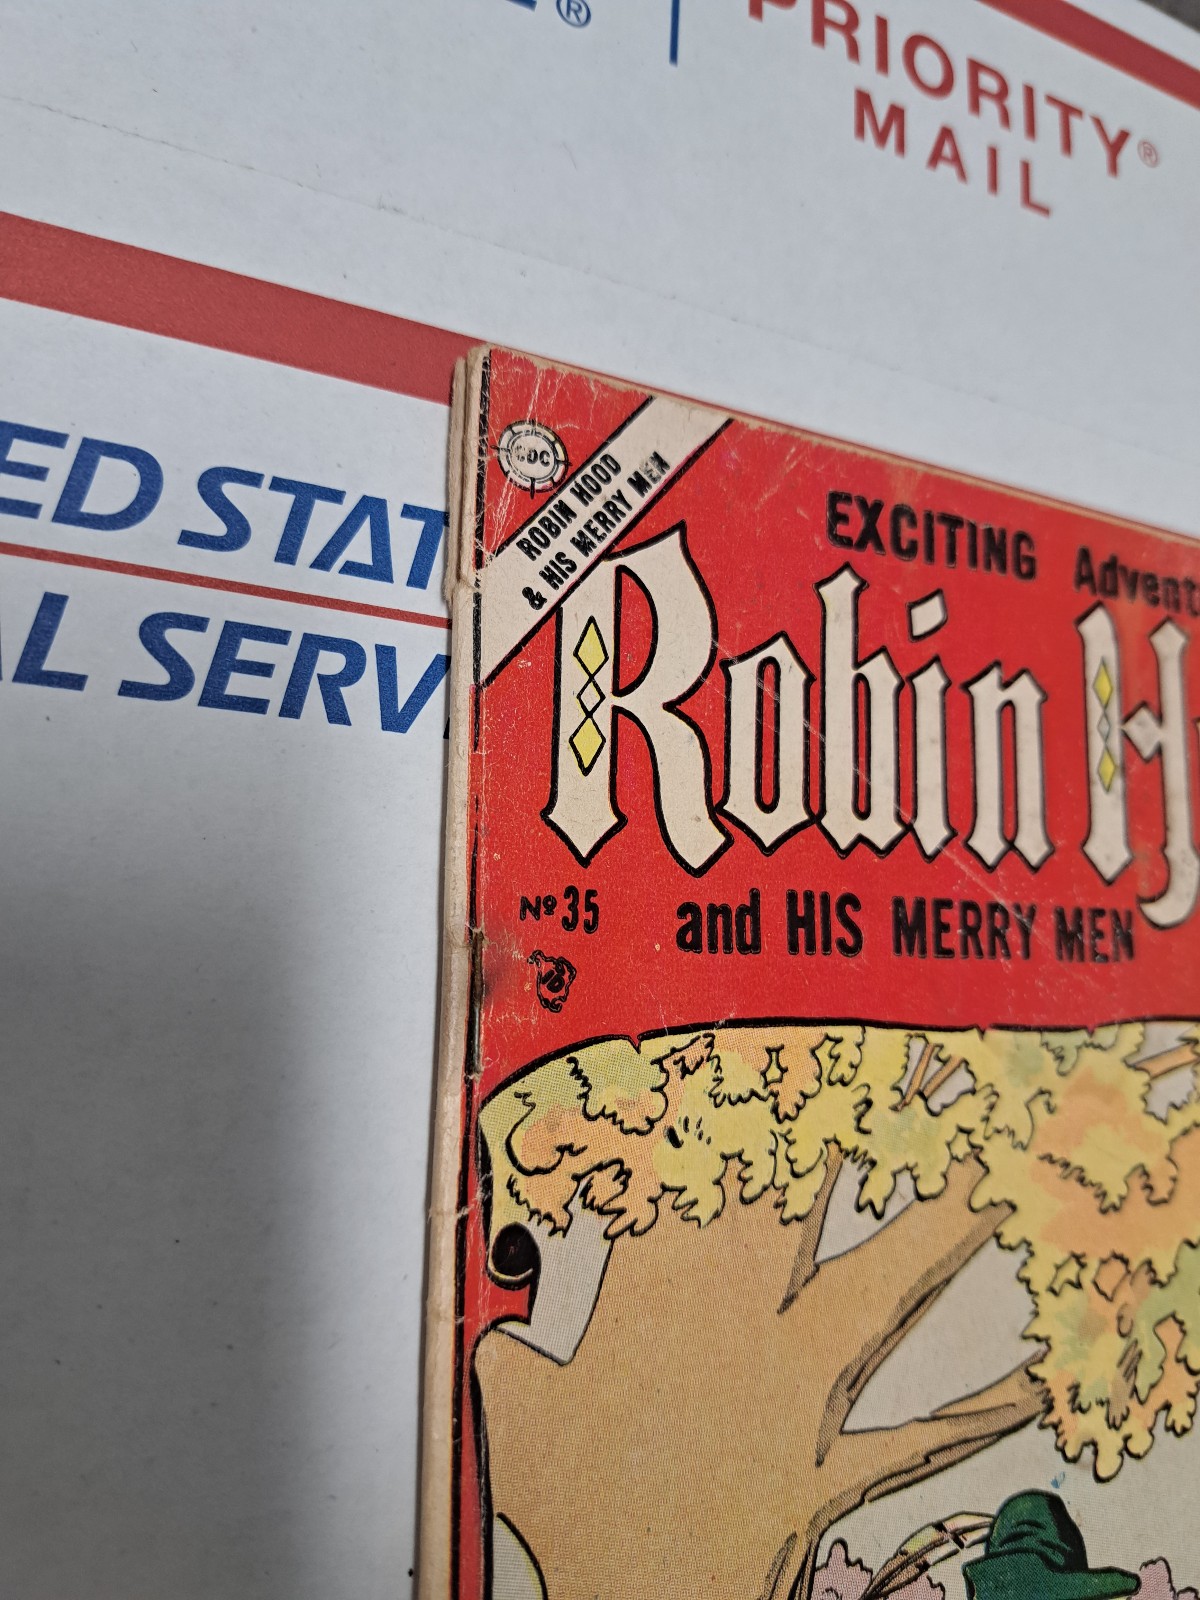 PRIORITY®
MAIL
ED STAT
AL SERV
CDC
ROBIN HOOD
& HIS MERRY MEN
EXCITING Advent
Robin H
Nº 35
and HIS MERRY MEN